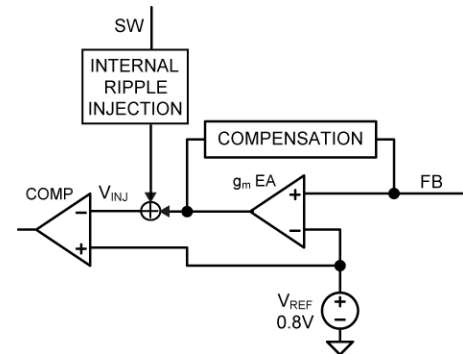 SW
INTERNAL
RIPPLE
INJECTION
COMPENSATION
COMP
V_INJ
g_m EA
FB
−
+
+
−
V_REF
0.8V
+
−